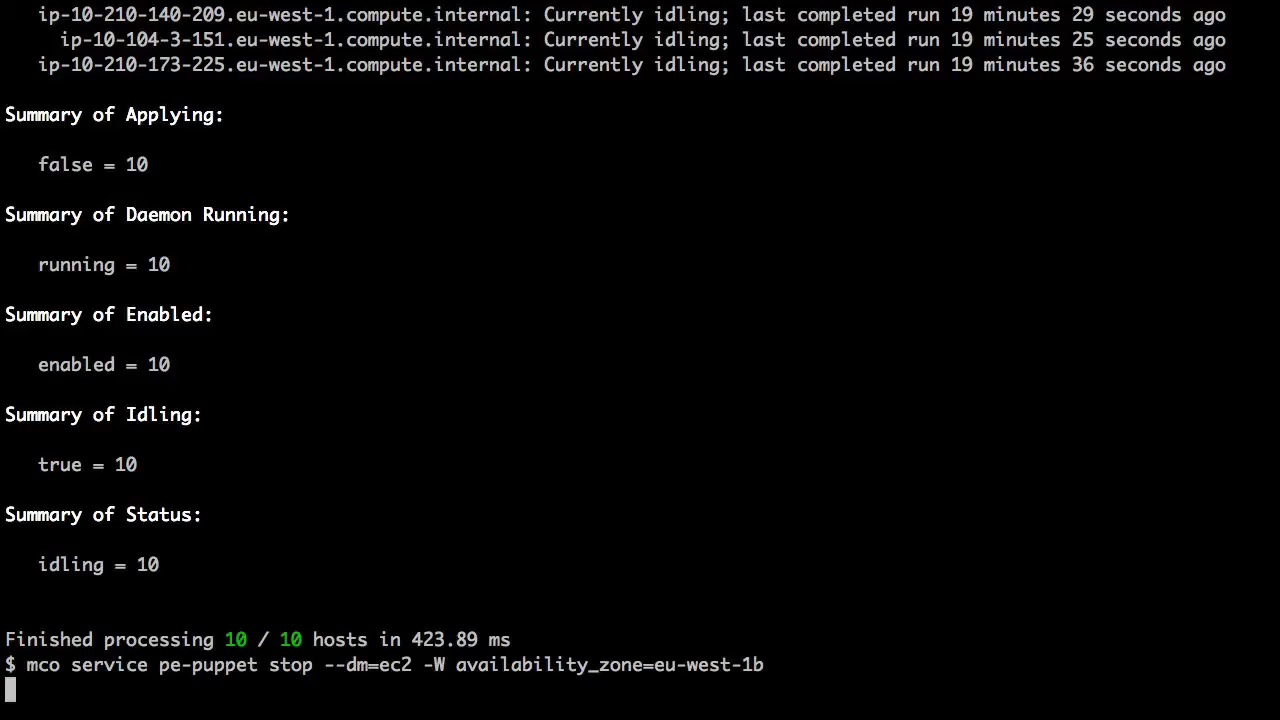 ip-10-210-140-209.eu-west-1.compute.internal: Currently idling; last completed run 19 minutes 29 seconds ago
ip-10-104-3-151.eu-west-1.compute.internal: Currently idling; last completed run 19 minutes 25 seconds ago
ip-10-210-173-225.eu-west-1.compute.internal: Currently idling; last completed run 19 minutes 36 seconds ago
Summary of Applying:
false = 10
Summary of Daemon Running:
running = 10
Summary of Enabled:
enabled = 10
Summary of Idling:
true = 10
Summary of Status:
idling = 10
Finished processing 10 / 10 hosts in 423.89 ms
$ mco service pe-puppet stop --dm=ec2 -W availability_zone=eu-west-1b